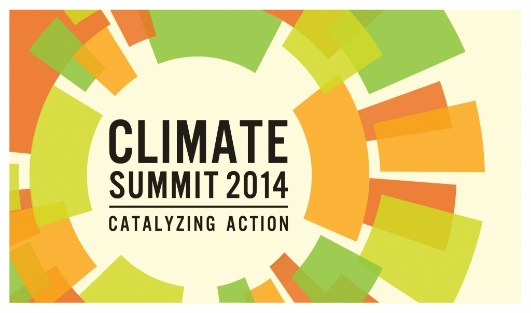 CLIMATE
SUMMIT 2014
CATALYZING ACTION